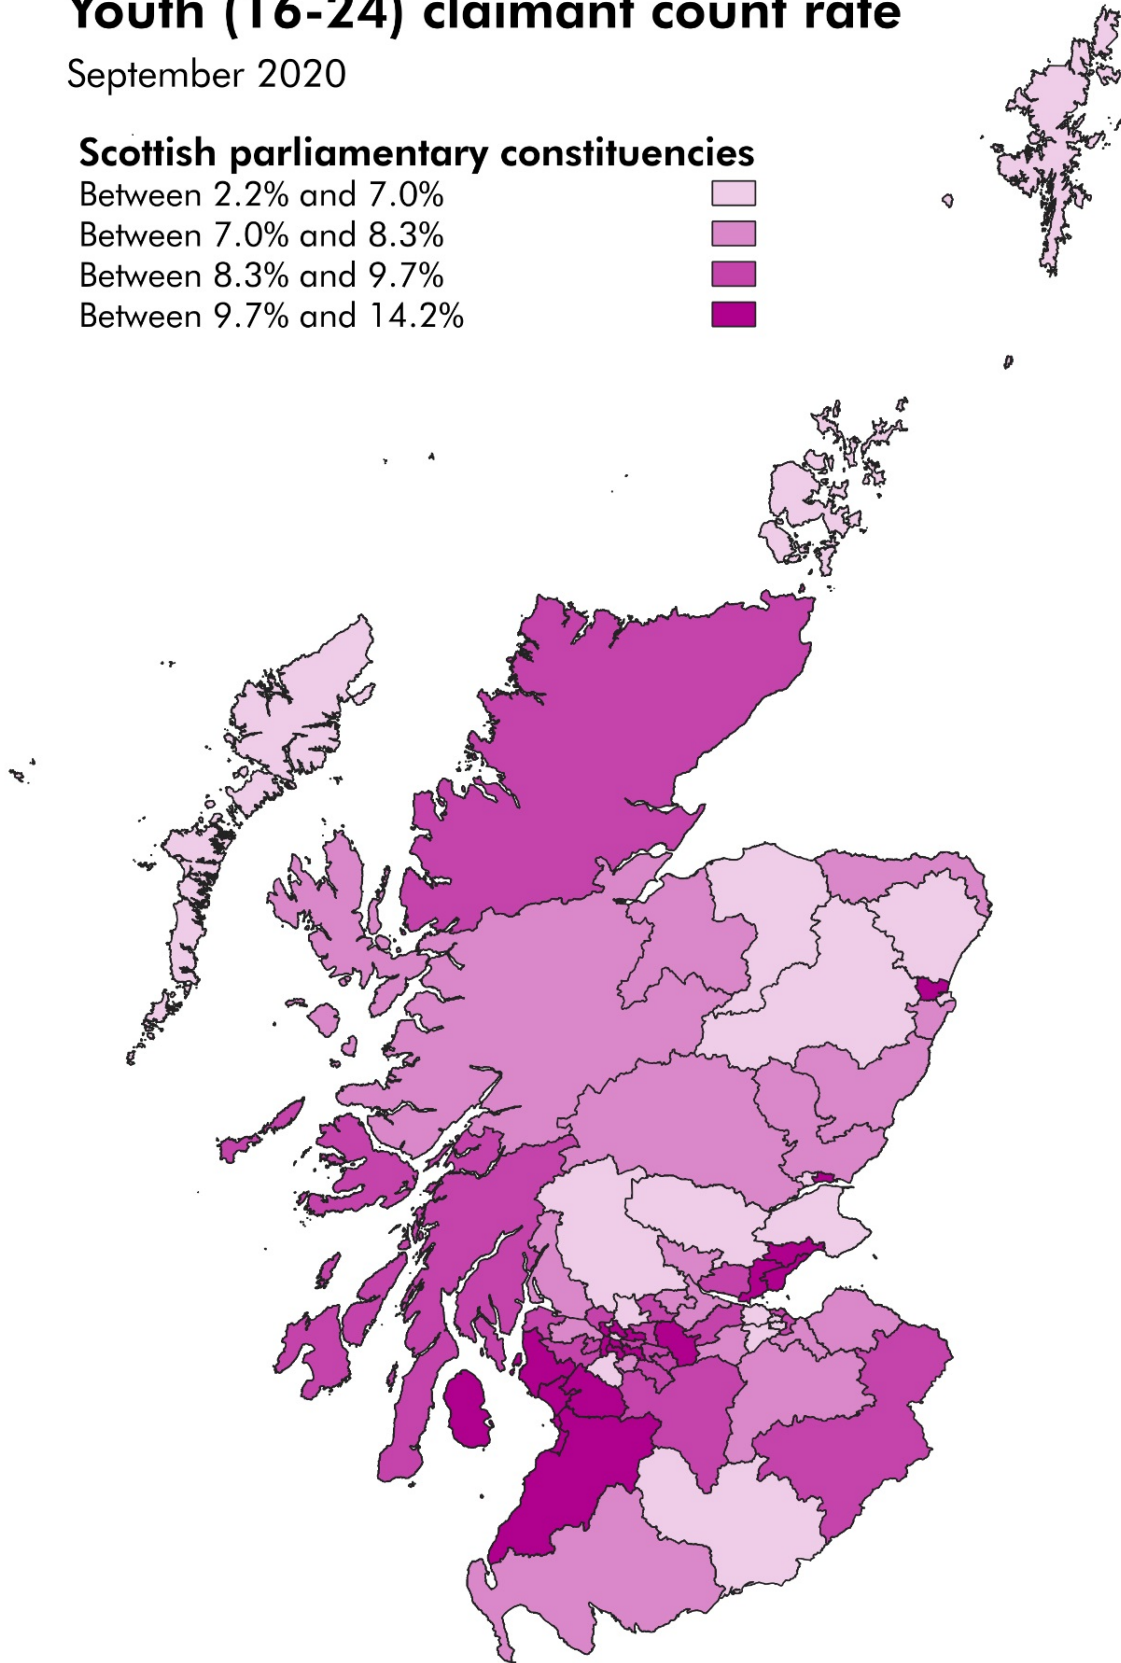 Youth (16-24) claimant count rate
September 2020
Scottish parliamentary constituencies
Between 2.2% and 7.0%
Between 7.0% and 8.3%
Between 8.3% and 9.7%
Between 9.7% and 14.2%